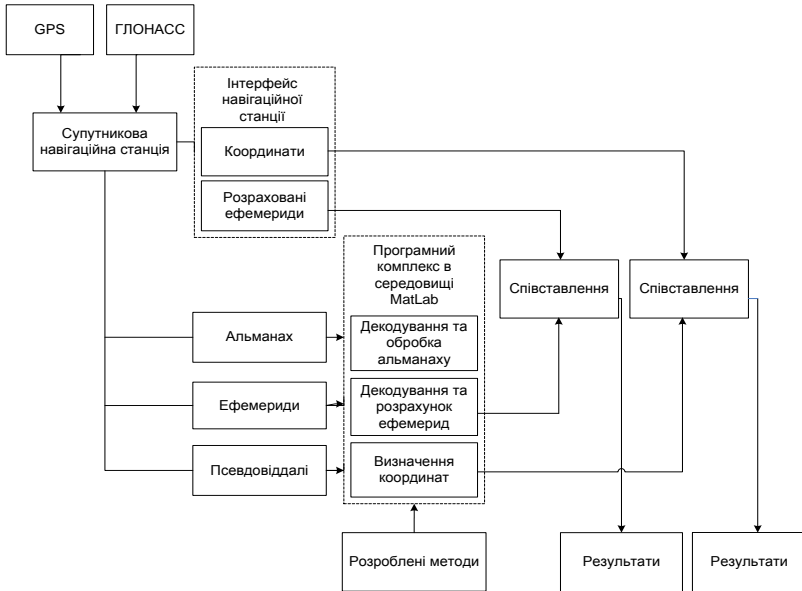 GPS
ГЛОНАСС
Супутникова
навігаційна станція
Інтерфейс
навігаційної
станції
Координати
Розраховані
ефемериди
Програмний
комплекс в
середовищі
MatLab
Співставлення
Співставлення
Альманах
Декодування та
обробка
альманаху
Ефемериди
Декодування та
розрахунок
ефемерид
Псевдовіддалі
Визначення
координат
Розроблені методи
Результати
Результати